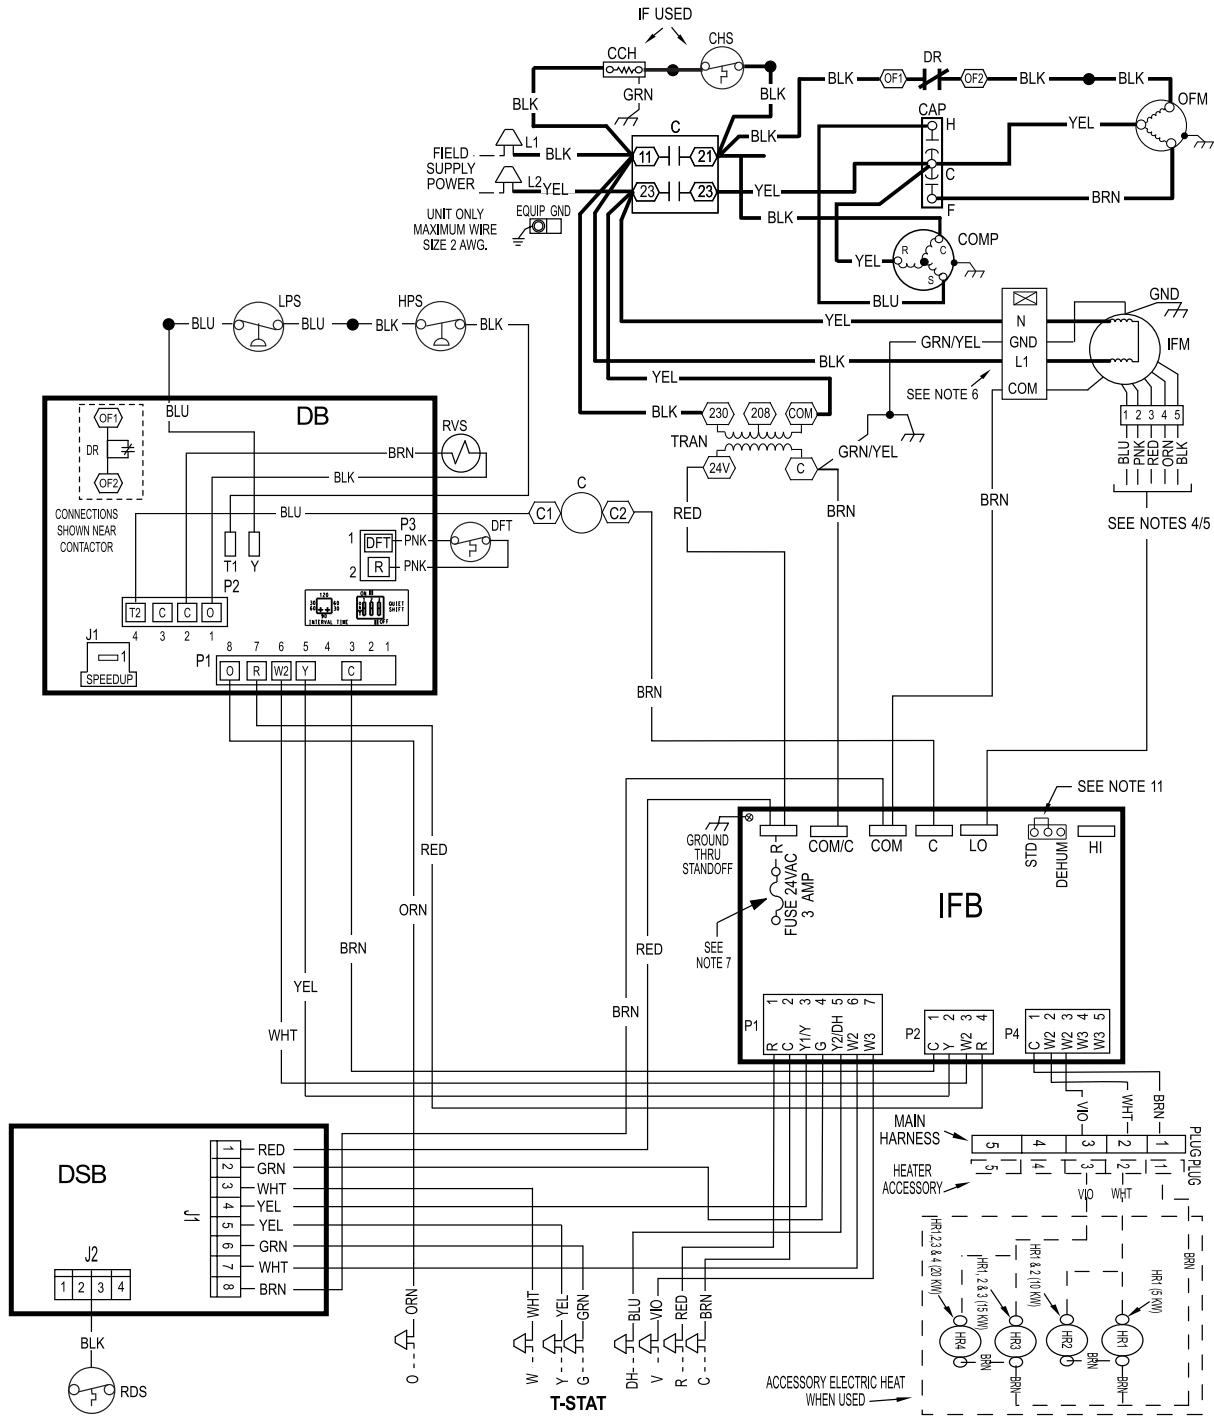 IF USED
CCH
CHS
GRN
BLK
BLK
BLK
FIELD
SUPPLY
POWER
L1
BLK
L2
YEL
UNIT ONLY
MAXIMUM WIRE
SIZE 2 AWG.
EQUIP GND
C
11
21
23
23
BLK
OF1
DR
OF2
BLK
BLK
OFM
CAP
H
C
F
YEL
YEL
BRN
BLK
COMP
R
C
S
YEL
BLU
YEL
GRN/YEL
BLK
YEL
BLK
N
GND
L1
COM
SEE NOTE 6
GND
IFM
1 2 3 4 5
BLU
PNK
RED
ORN
BLK
SEE NOTES 4/5
230
208
COM
TRAN
24V
C
GRN/YEL
RED
BRN
BRN
LPS
HPS
BLU
BLU
BLK
BLK
BLU
DB
OF1
DR
OF2
CONNECTIONS
SHOWN NEAR
CONTACTOR
RVS
BRN
BLK
BLU
C
C1
C2
P3
1
DFT
2
R
PNK
PNK
DFT
T1
Y
P2
T2
C
C
O
4 3 2 1
120
30
60
60
30
90
INTERVAL TIME
ON
OFF
QUIET
SHIFT
J1
1
SPEEDUP
P1
8 7 6 5 4 3 2 1
O
R
W2
Y
C
BRN
RED
ORN
BRN
YEL
WHT
RED
BRN
SEE NOTE 11
GROUND
THRU
STANDOFF
R
COM/C
COM
C
LO
STD
DEHUM
HI
FUSE 24VAC
3 AMP
SEE
NOTE 7
IFB
P1
1 2 3 4 5 6 7
R
C
Y1/Y
G
Y2/DH
W2
W3
P2
1 2 3 4
C
Y
W2
R
P4
1 2 3 4 5
C
W2
W2
W3
W3
VIO
WHT
BRN
MAIN
HARNESS
5 4 3 2 1
PLUG
PLUG
HEATER
ACCESSORY
5 4 3 2 1
VIO
WHT
BRN
HR1,2,3 & 4 (20 KW)
HR1, 2 & 3 (15 KW)
HR1 & 2 (10 KW)
HR1 (5 KW)
HR4
HR3
HR2
HR1
BRN
BRN
BRN
BRN
ACCESSORY ELECTRIC HEAT
WHEN USED
DSB
J1
1 RED
2 GRN
3 WHT
4 YEL
5 YEL
6 GRN
7 WHT
8 BRN
J2
1 2 3 4
BLK
RDS
ORN
WHT
YEL
GRN
BLU
VIO
RED
BRN
O
W
Y
G
DH
V
R
C
T-STAT